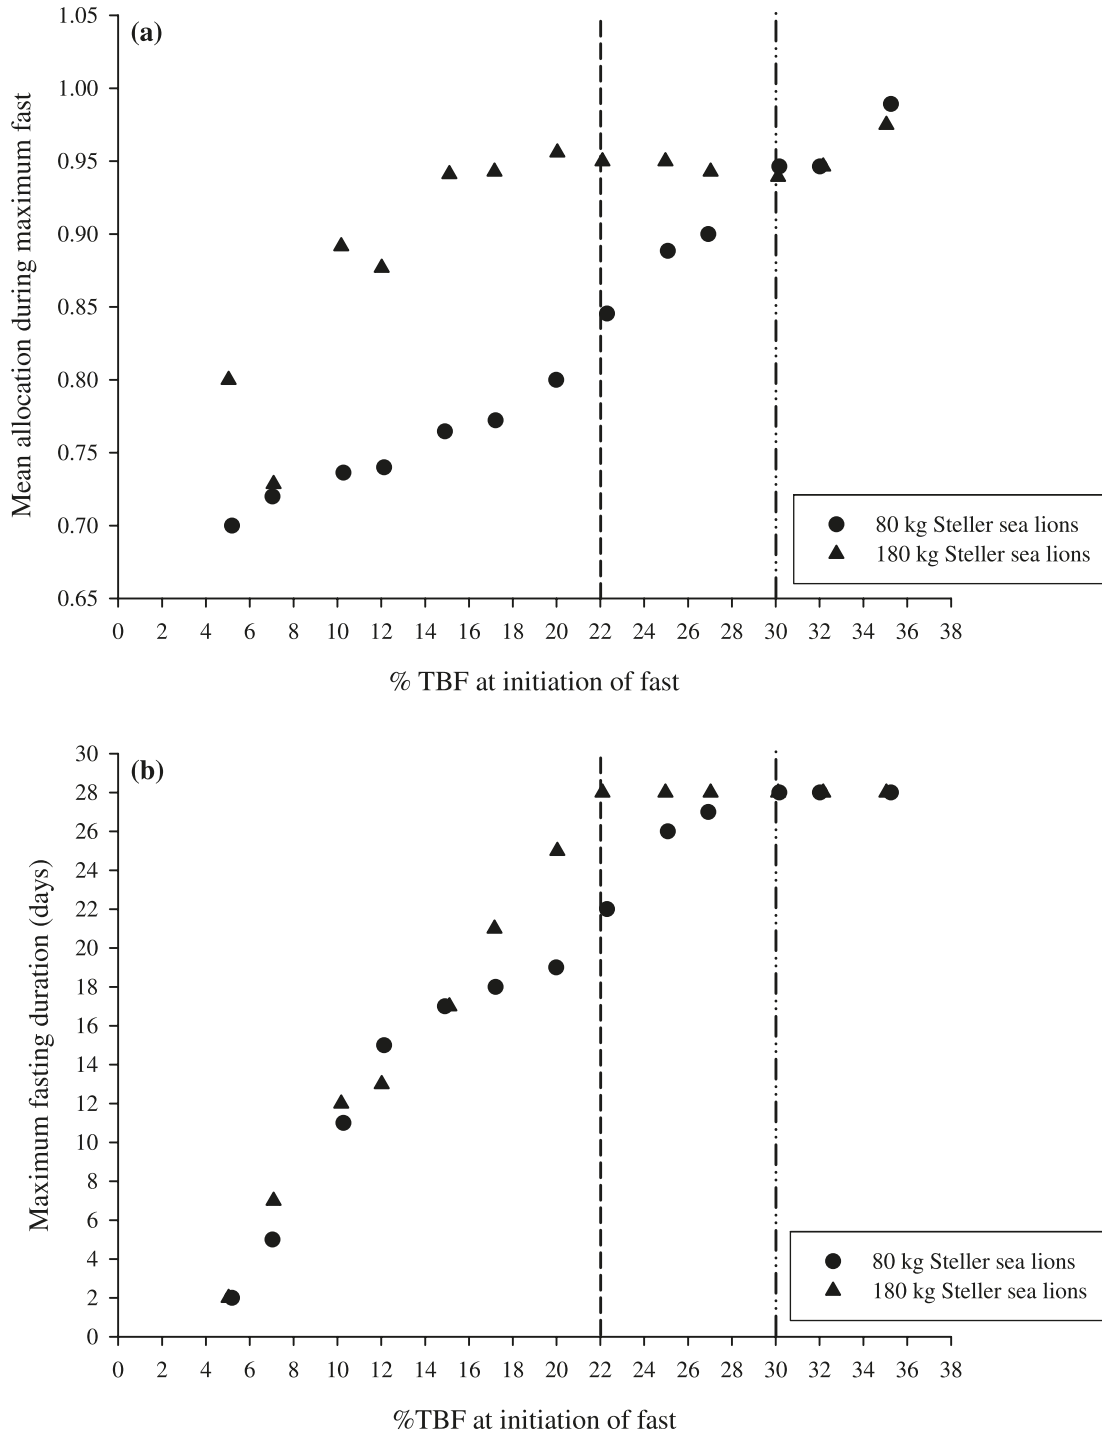 (a)
Mean allocation during maximum fast
1.05
1.00
0.95
0.90
0.85
0.80
0.75
0.70
0.65
80 kg Steller sea lions
180 kg Steller sea lions
0 2 4 6 8 10 12 14 16 18 20 22 24 26 28 30 32 34 36 38
% TBF at initiation of fast
(b)
Maximum fasting duration (days)
30
28
26
24
22
20
18
16
14
12
10
8
6
4
2
0
80 kg Steller sea lions
180 kg Steller sea lions
0 2 4 6 8 10 12 14 16 18 20 22 24 26 28 30 32 34 36 38
%TBF at initiation of fast